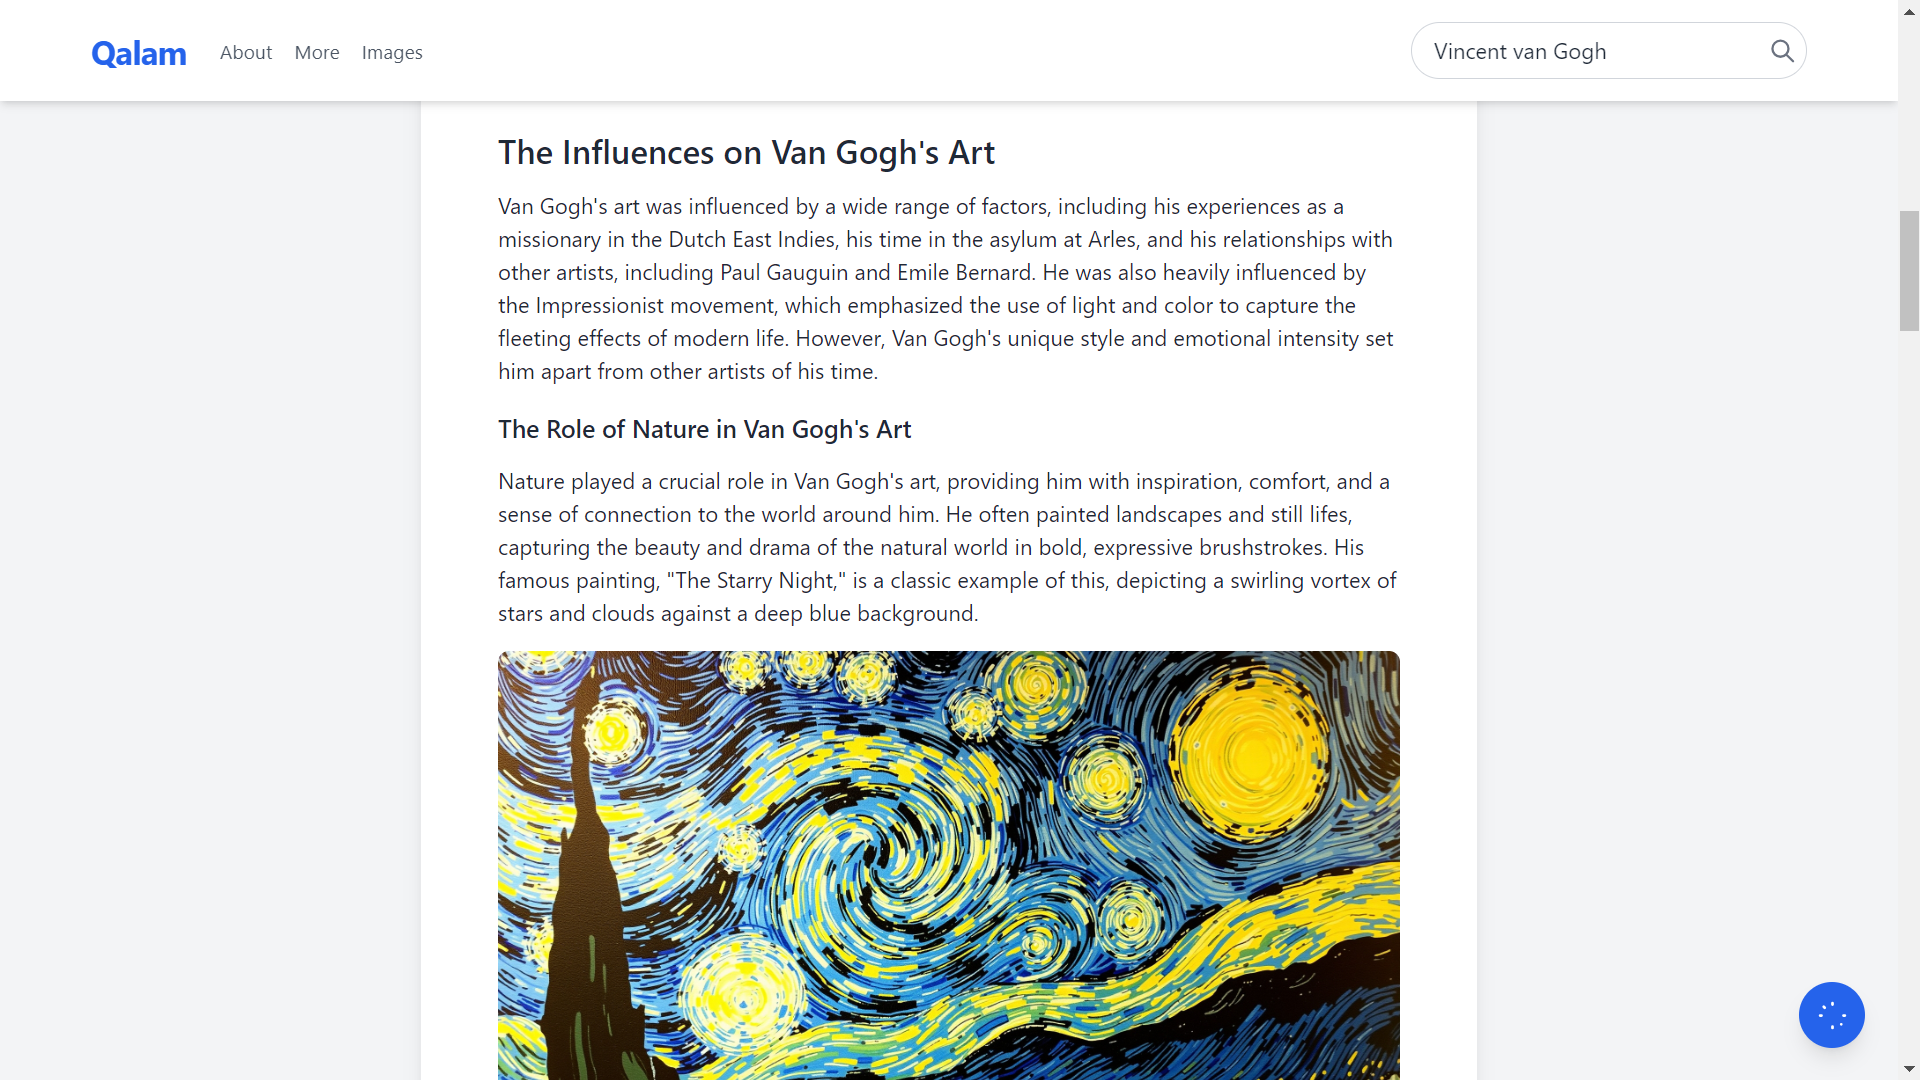 Qalam
About
More
Images
Vincent van Gogh
The Influences on Van Gogh's Art
Van Gogh's art was influenced by a wide range of factors, including his experiences as a
missionary in the Dutch East Indies, his time in the asylum at Arles, and his relationships with
other artists, including Paul Gauguin and Emile Bernard. He was also heavily influenced by
the Impressionist movement, which emphasized the use of light and color to capture the
fleeting effects of modern life. However, Van Gogh's unique style and emotional intensity set
him apart from other artists of his time.
The Role of Nature in Van Gogh's Art
Nature played a crucial role in Van Gogh's art, providing him with inspiration, comfort, and a
sense of connection to the world around him. He often painted landscapes and still lifes,
capturing the beauty and drama of the natural world in bold, expressive brushstrokes. His
famous painting, "The Starry Night," is a classic example of this, depicting a swirling vortex of
stars and clouds against a deep blue background.